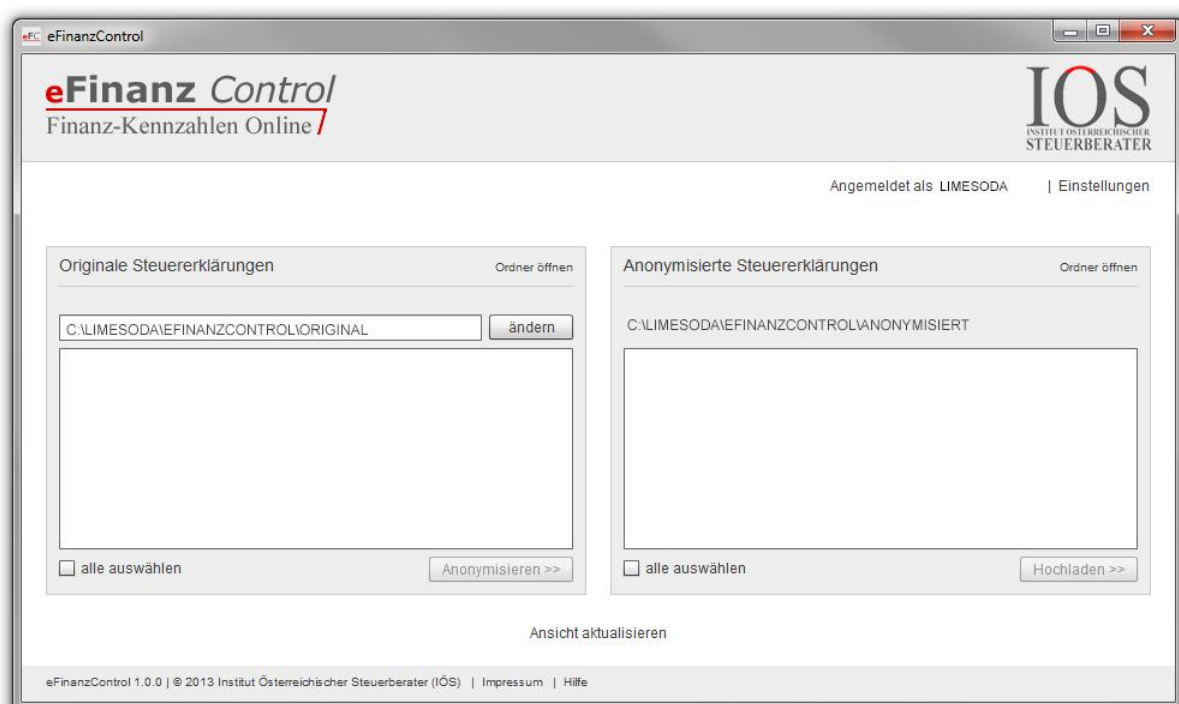 eFC eFinanzControl
eFinanz Control
Finanz-Kennzahlen Online
IOS
INSTITUT ÖSTERREICHISCHER
STEUERBERATER
Angemeldet als LIMESODA | Einstellungen
Originale Steuererklärungen Ordner öffnen
C:\LIMESODA\EFINANZCONTROL\ORIGINAL ändern
alle auswählen Anonymisieren >>
Anonymisierte Steuererklärungen Ordner öffnen
C:\LIMESODA\EFINANZCONTROL\ANONYMISIERT
alle auswählen Hochladen >>
Ansicht aktualisieren
eFinanzControl 1.0.0 | © 2013 Institut Österreichischer Steuerberater (IÖS) | Impressum | Hilfe